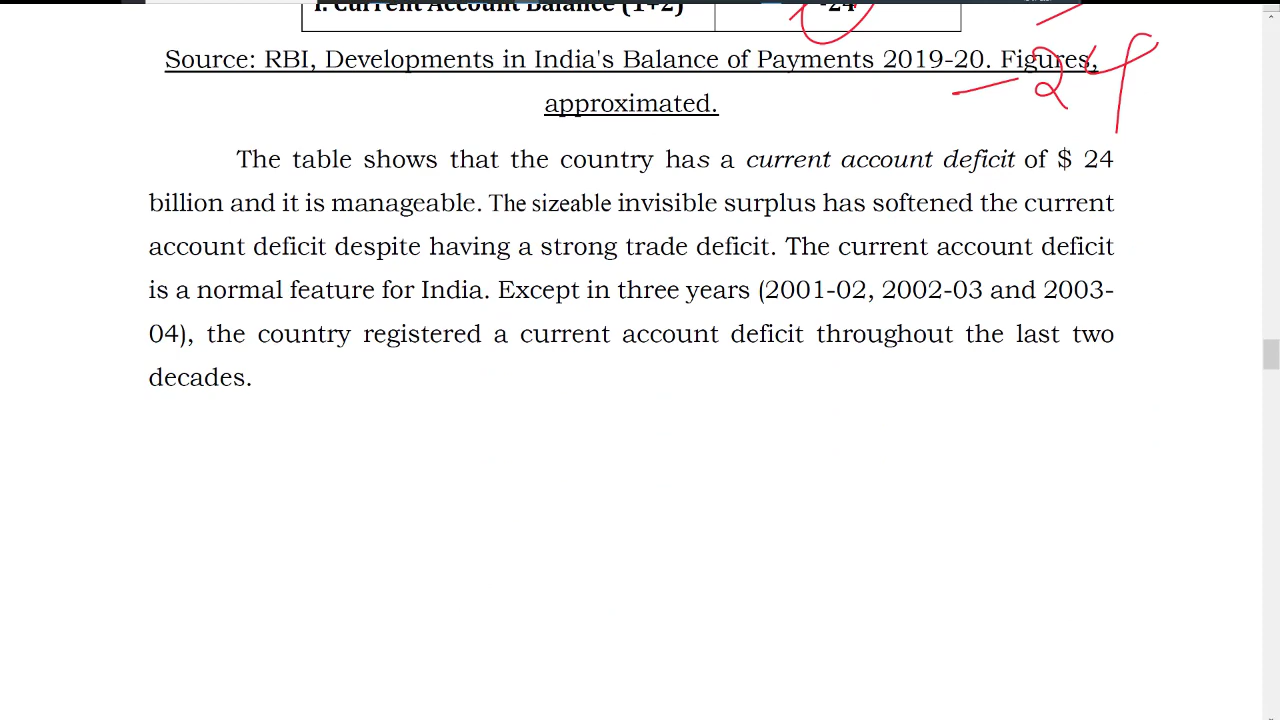 I. Current Account Balance (1+2) -24
Source: RBI, Developments in India's Balance of Payments 2019-20. Figures,
-24
approximated.
The table shows that the country has a current account deficit of $ 24
billion and it is manageable. The sizeable invisible surplus has softened the current
account deficit despite having a strong trade deficit. The current account deficit
is a normal feature for India. Except in three years (2001-02, 2002-03 and 2003-
04), the country registered a current account deficit throughout the last two
decades.